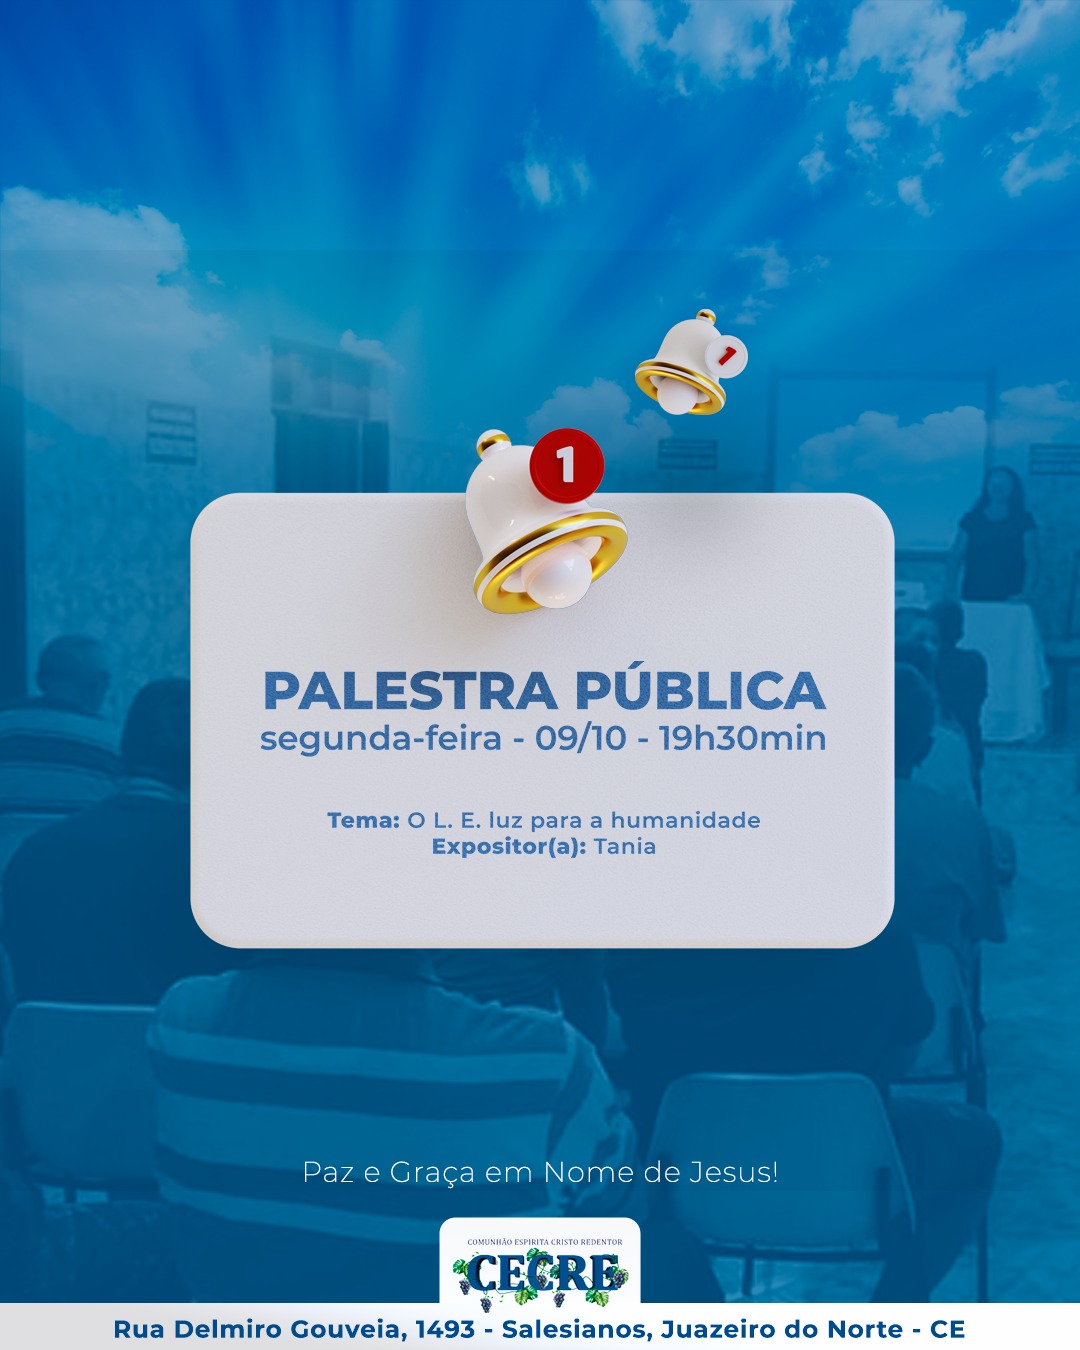 1
1
PALESTRA PÚBLICA
segunda-feira - 09/10 - 19h30min
Tema: O L. E. luz para a humanidade
Expositor(a): Tania
Paz e Graça em Nome de Jesus!
COMUNHÃO ESPIRITA CRISTO REDENTOR
CECRE
Rua Delmiro Gouveia, 1493 - Salesianos, Juazeiro do Norte - CE